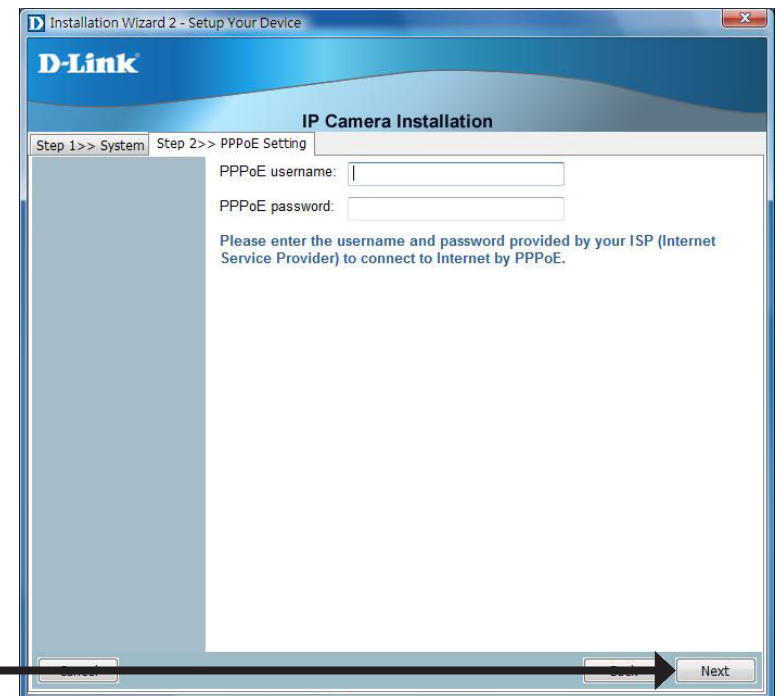 Installation Wizard 2 - Setup Your Device
D-Link
IP Camera Installation
Step 1>> System Step 2>> PPPoE Setting
PPPoE username:
PPPoE password:
Please enter the username and password provided by your ISP (Internet
Service Provider) to connect to Internet by PPPoE.
Cancel Back Next